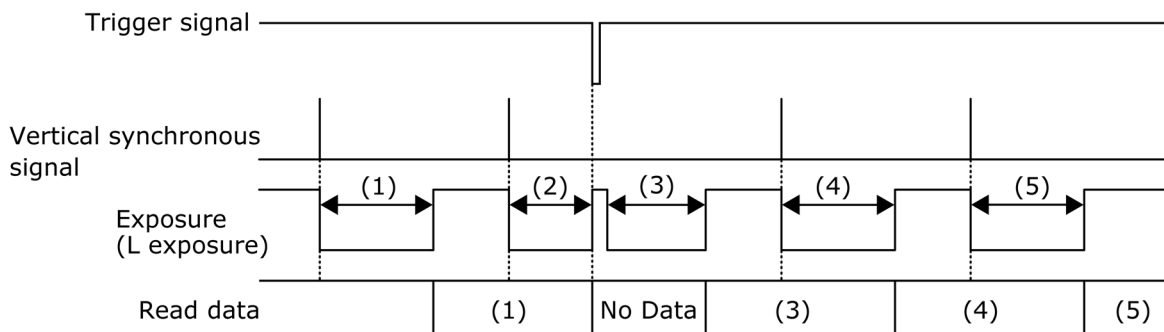 Trigger signal
Vertical synchronous
signal
(1) (2) (3) (4) (5)
Exposure
(L exposure)
Read data (1) No Data (3) (4) (5)